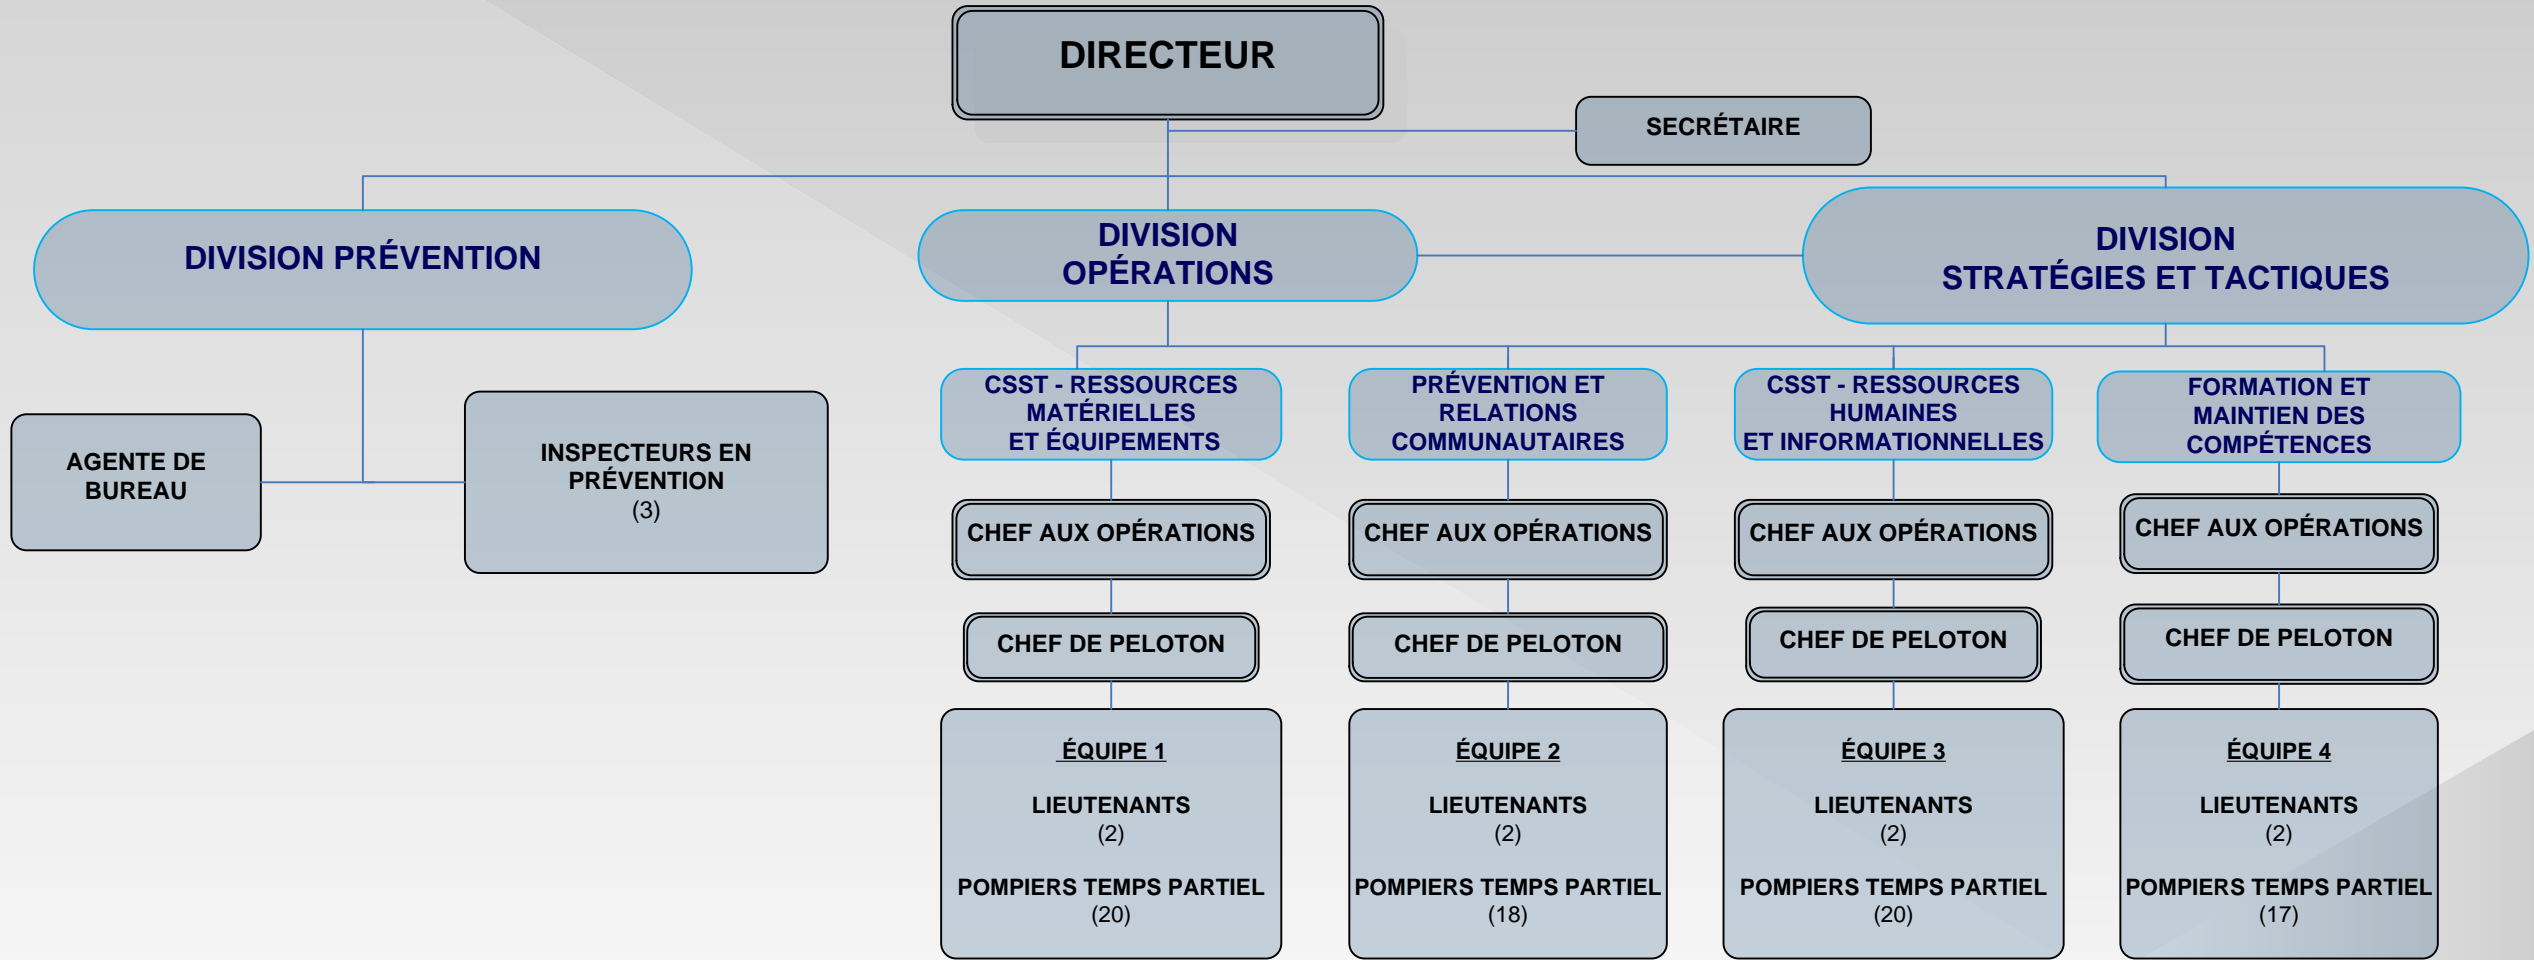 DIRECTEUR
SECRÉTAIRE
DIVISION PRÉVENTION
DIVISION
OPÉRATIONS
DIVISION
STRATÉGIES ET TACTIQUES
AGENTE DE
BUREAU
INSPECTEURS EN
PRÉVENTION
(3)
CSST - RESSOURCES
MATÉRIELLES
ET ÉQUIPEMENTS
CHEF AUX OPÉRATIONS
CHEF DE PELOTON
ÉQUIPE 1
LIEUTENANTS
(2)
POMPIERS TEMPS PARTIEL
(20)
PRÉVENTION ET
RELATIONS
COMMUNAUTAIRES
CHEF AUX OPÉRATIONS
CHEF DE PELOTON
ÉQUIPE 2
LIEUTENANTS
(2)
POMPIERS TEMPS PARTIEL
(18)
CSST - RESSOURCES
HUMAINES
ET INFORMATIONNELLES
CHEF AUX OPÉRATIONS
CHEF DE PELOTON
ÉQUIPE 3
LIEUTENANTS
(2)
POMPIERS TEMPS PARTIEL
(20)
FORMATION ET
MAINTIEN DES
COMPÉTENCES
CHEF AUX OPÉRATIONS
CHEF DE PELOTON
ÉQUIPE 4
LIEUTENANTS
(2)
POMPIERS TEMPS PARTIEL
(17)